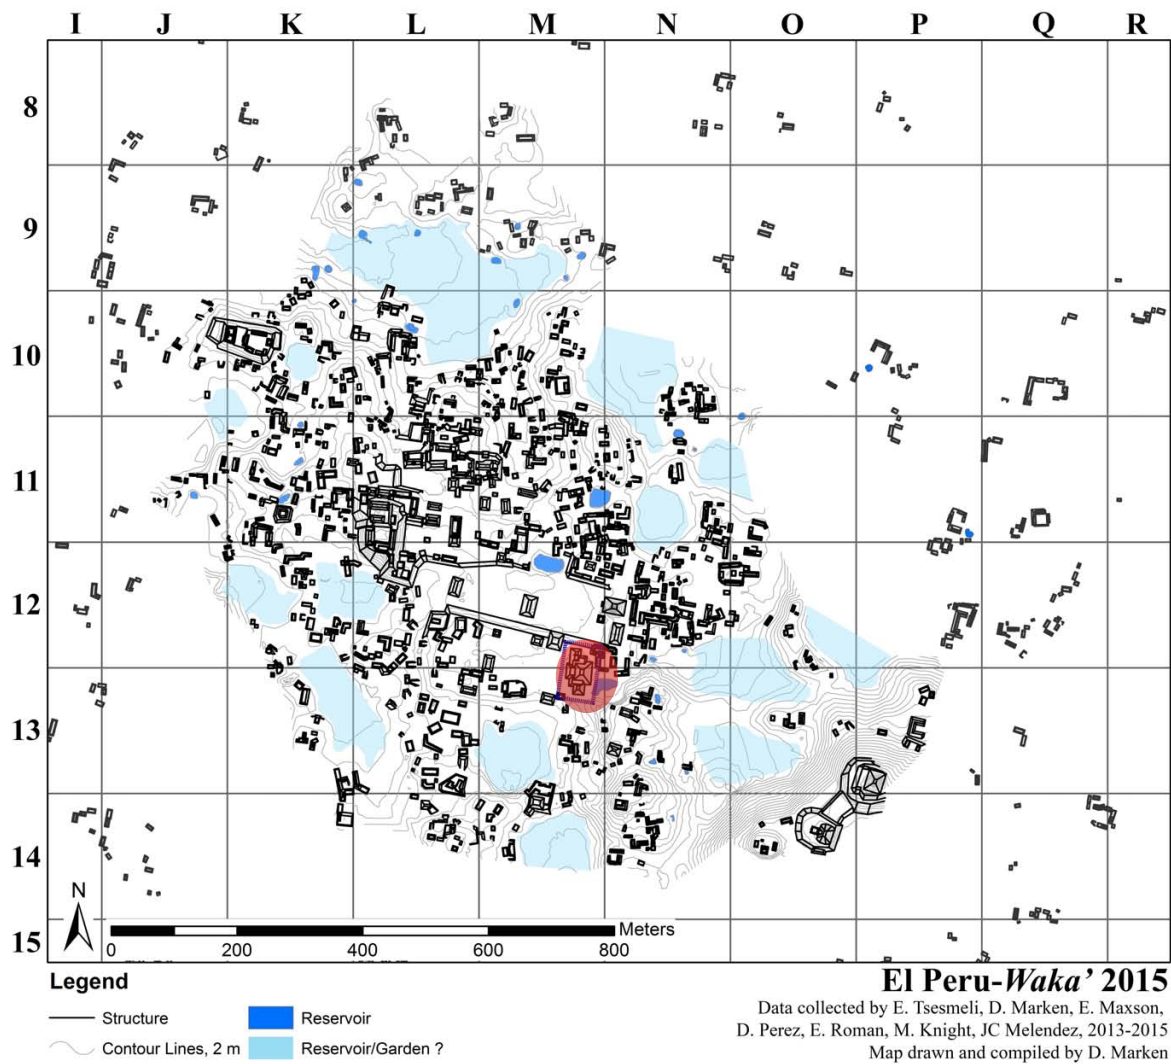 I J K L M N O P Q R
8
9
10
11
12
13
14
15
N
Meters
0 200 400 600 800
Legend
Structure
Contour Lines, 2 m
Reservoir
Reservoir/Garden ?
El Peru-Waka’ 2015
Data collected by E. Tsesmeli, D. Marken, E. Maxson,
D. Perez, E. Roman, M. Knight, JC Melendez, 2013-2015
Map drawn and compiled by D. Marken